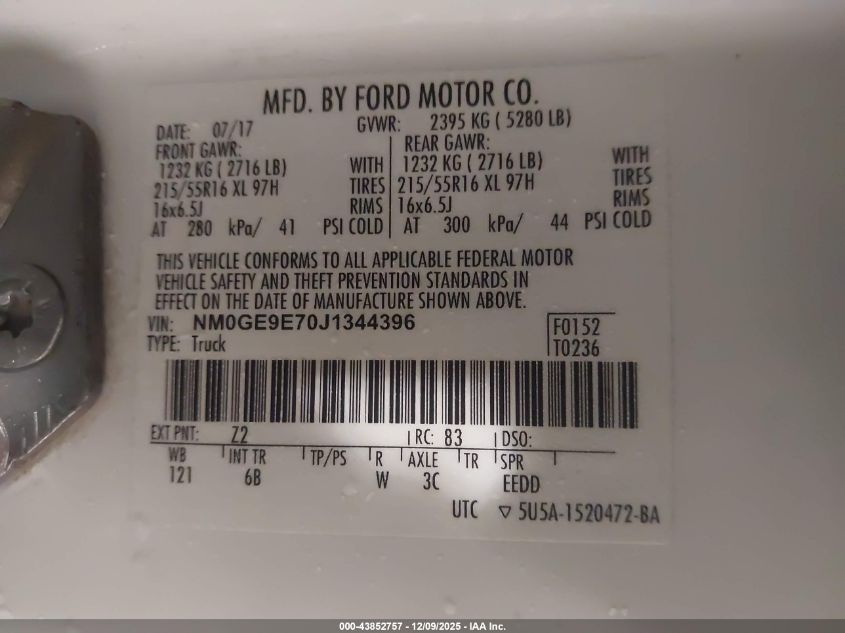 MFD. BY FORD MOTOR CO.
DATE: 07/17 GVWR: 2395 KG ( 5280 LB)
FRONT GAWR: REAR GAWR:
1232 KG ( 2716 LB) WITH 1232 KG ( 2716 LB) WITH
215/55R16 XL 97H TIRES 215/55R16 XL 97H TIRES
16x6.5J RIMS 16x6.5J RIMS
AT 280 kPa/ 41 PSI COLD AT 300 kPa/ 44 PSI COLD
THIS VEHICLE CONFORMS TO ALL APPLICABLE FEDERAL MOTOR
VEHICLE SAFETY AND THEFT PREVENTION STANDARDS IN
EFFECT ON THE DATE OF MANUFACTURE SHOWN ABOVE.
VIN: NM0GE9E70J1344396 F0152
TYPE: Truck T0236
EXT PNT: Z2 RC: 83 DSO:
WB INT TR TP/PS R AXLE TR SPR
121 6B W 3C EEDD
UTC ▽ 5U5A-1520472-BA
000-43852757 - 12/09/2025 - IAA Inc.